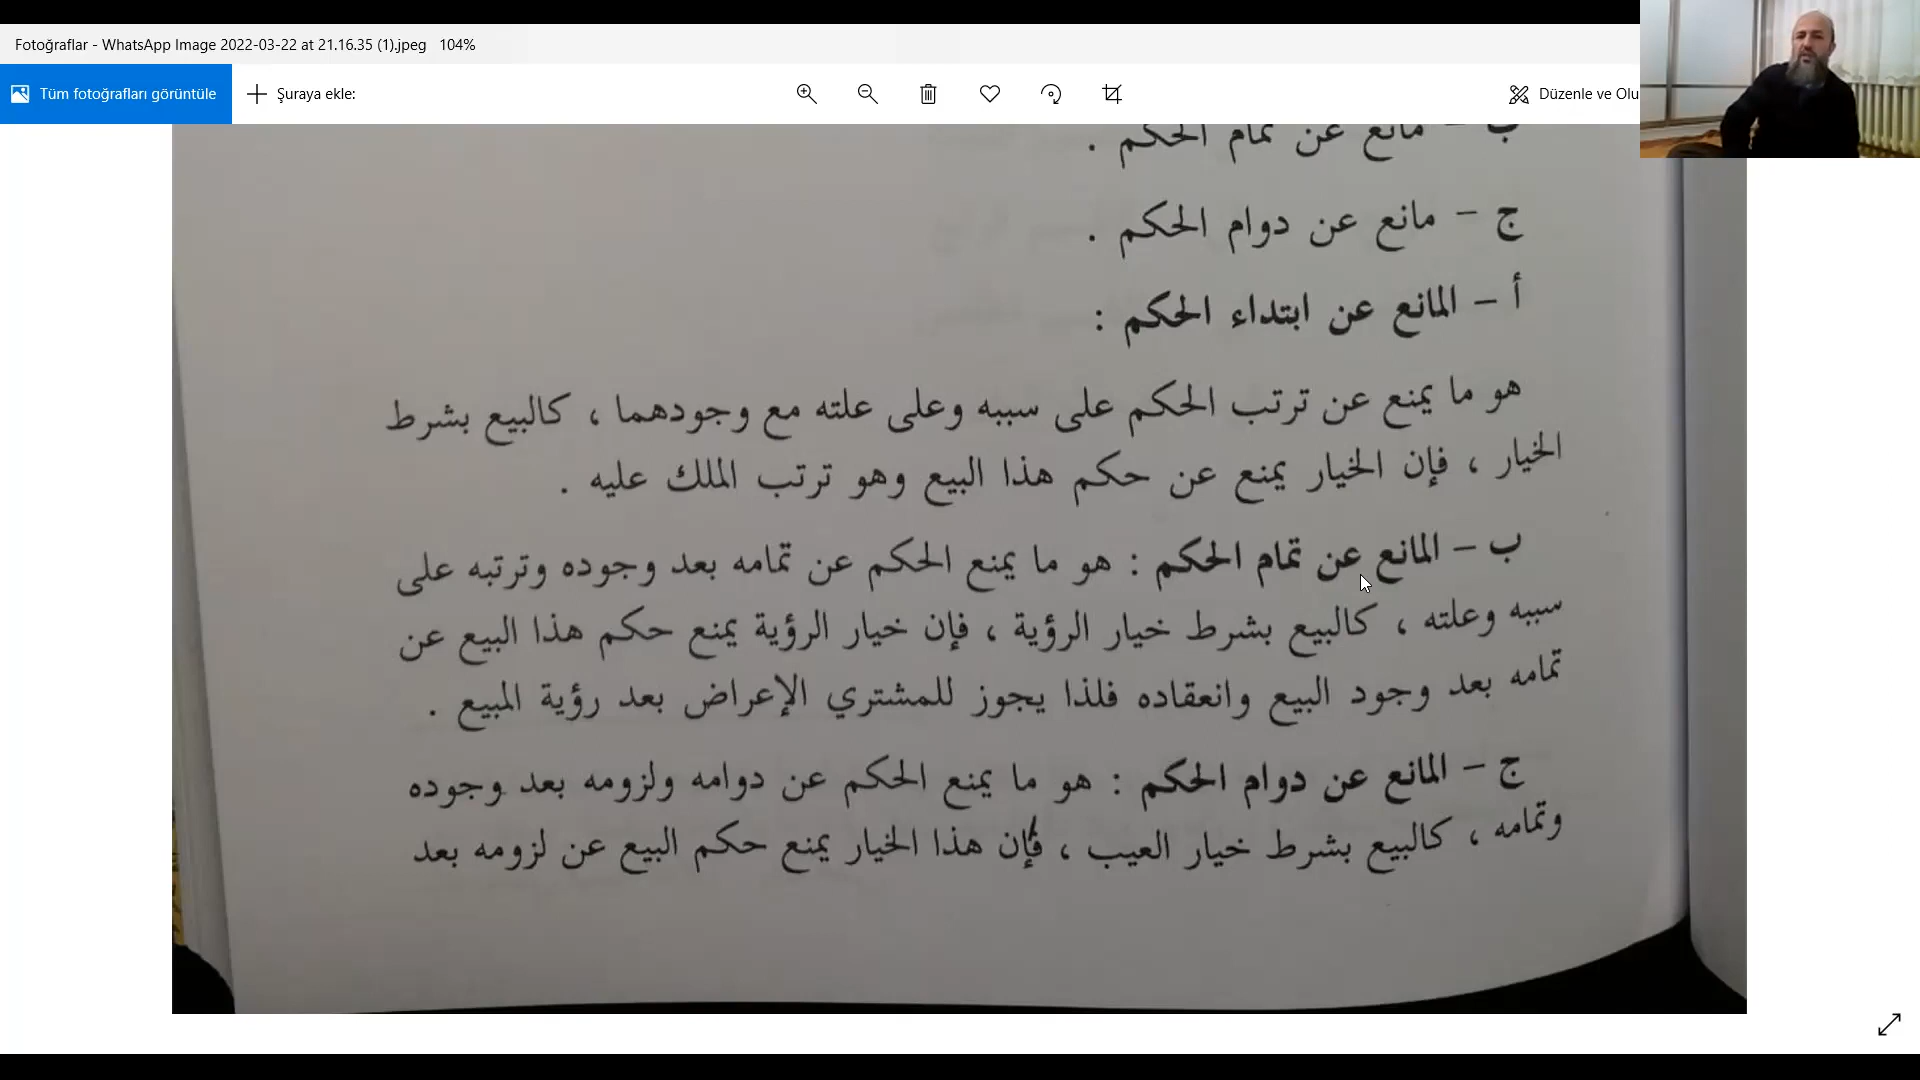 Fotoğraflar - WhatsApp Image 2022-03-22 at 21.16.35 (1).jpeg 104%
Tüm fotoğrafları görüntüle
Şuraya ekle:
Düzenle ve Olu
ب – مانع عن تمام الحكم .
ج – مانع عن دوام الحكم .
أ – المانع عن ابتداء الحكم :
هو ما يمنع عن ترتب الحكم على سببه وعلى علته مع وجودهما ، كالبيع بشرط
الخيار ، فإن الخيار يمنع عن حكم هذا البيع وهو ترتب الملك عليه .
ب – المانع عن تمام الحكم : هو ما يمنع الحكم عن تمامه بعد وجوده وترتبه على
سببه وعلته ، كالبيع بشرط خيار الرؤية ، فإن خيار الرؤية يمنع حكم هذا البيع عن
تمامه بعد وجود البيع وانعقاده فلذا يجوز للمشتري الإعراض بعد رؤية المبيع .
ج – المانع عن دوام الحكم : هو ما يمنع الحكم عن دوامه ولزومه بعد وجوده
وتمامه ، كالبيع بشرط خيار العيب ، فإن هذا الخيار يمنع حكم البيع عن لزومه بعد